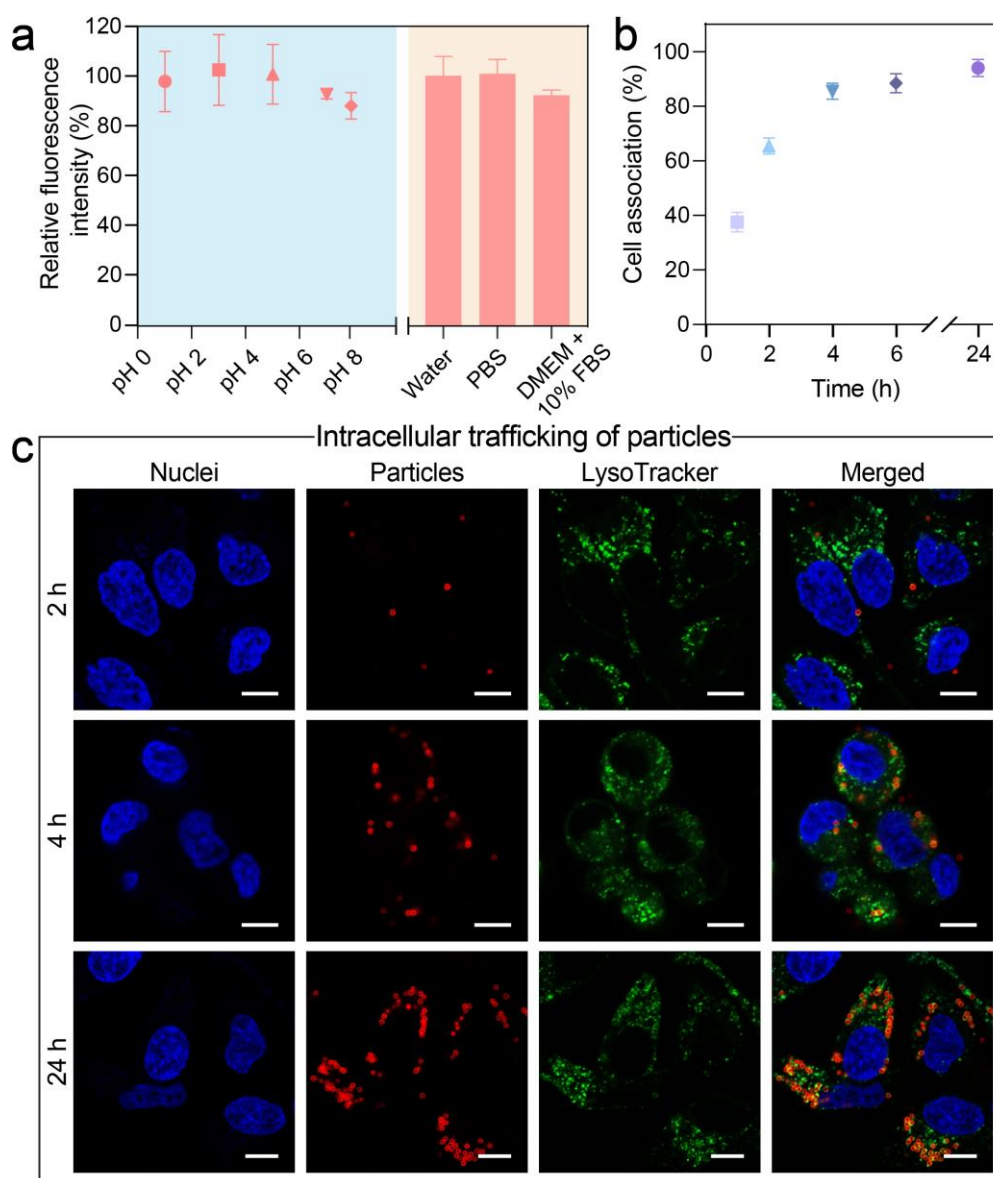 a
Relative fluorescence
intensity (%)
120
100
80
60
40
20
0
pH 0
pH 2
pH 4
pH 6
pH 8
Water
PBS
DMEM +
10% FBS
b
Cell association (%)
100
80
60
40
20
0
0
2
4
6
24
Time (h)
c
Intracellular trafficking of particles
Nuclei
Particles
LysoTracker
Merged
2 h
4 h
24 h